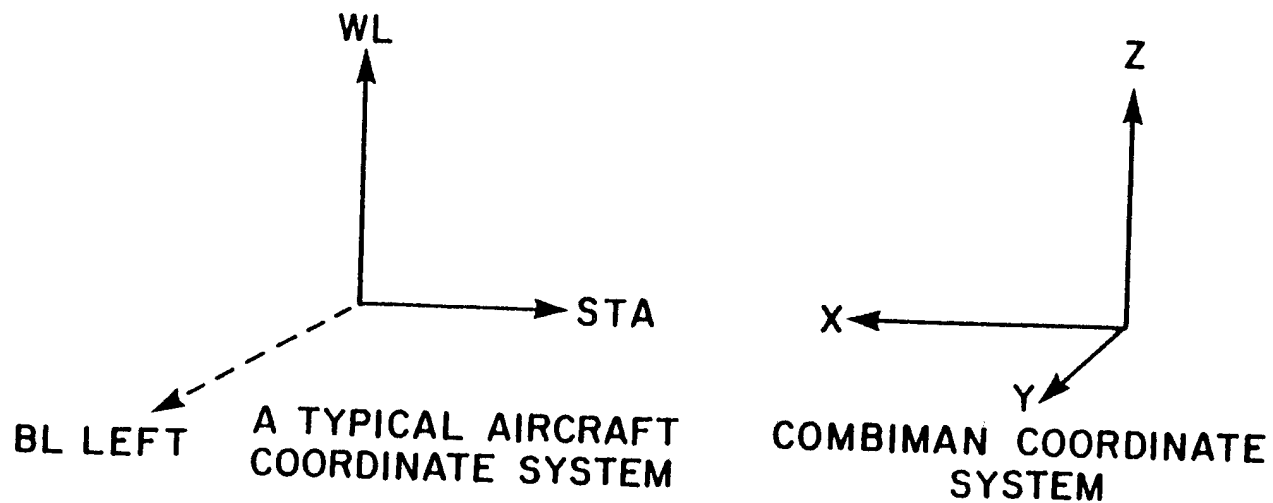 WL
STA
BL LEFT
A TYPICAL AIRCRAFT
COORDINATE SYSTEM
Z
X
Y
COMBIMAN COORDINATE
SYSTEM